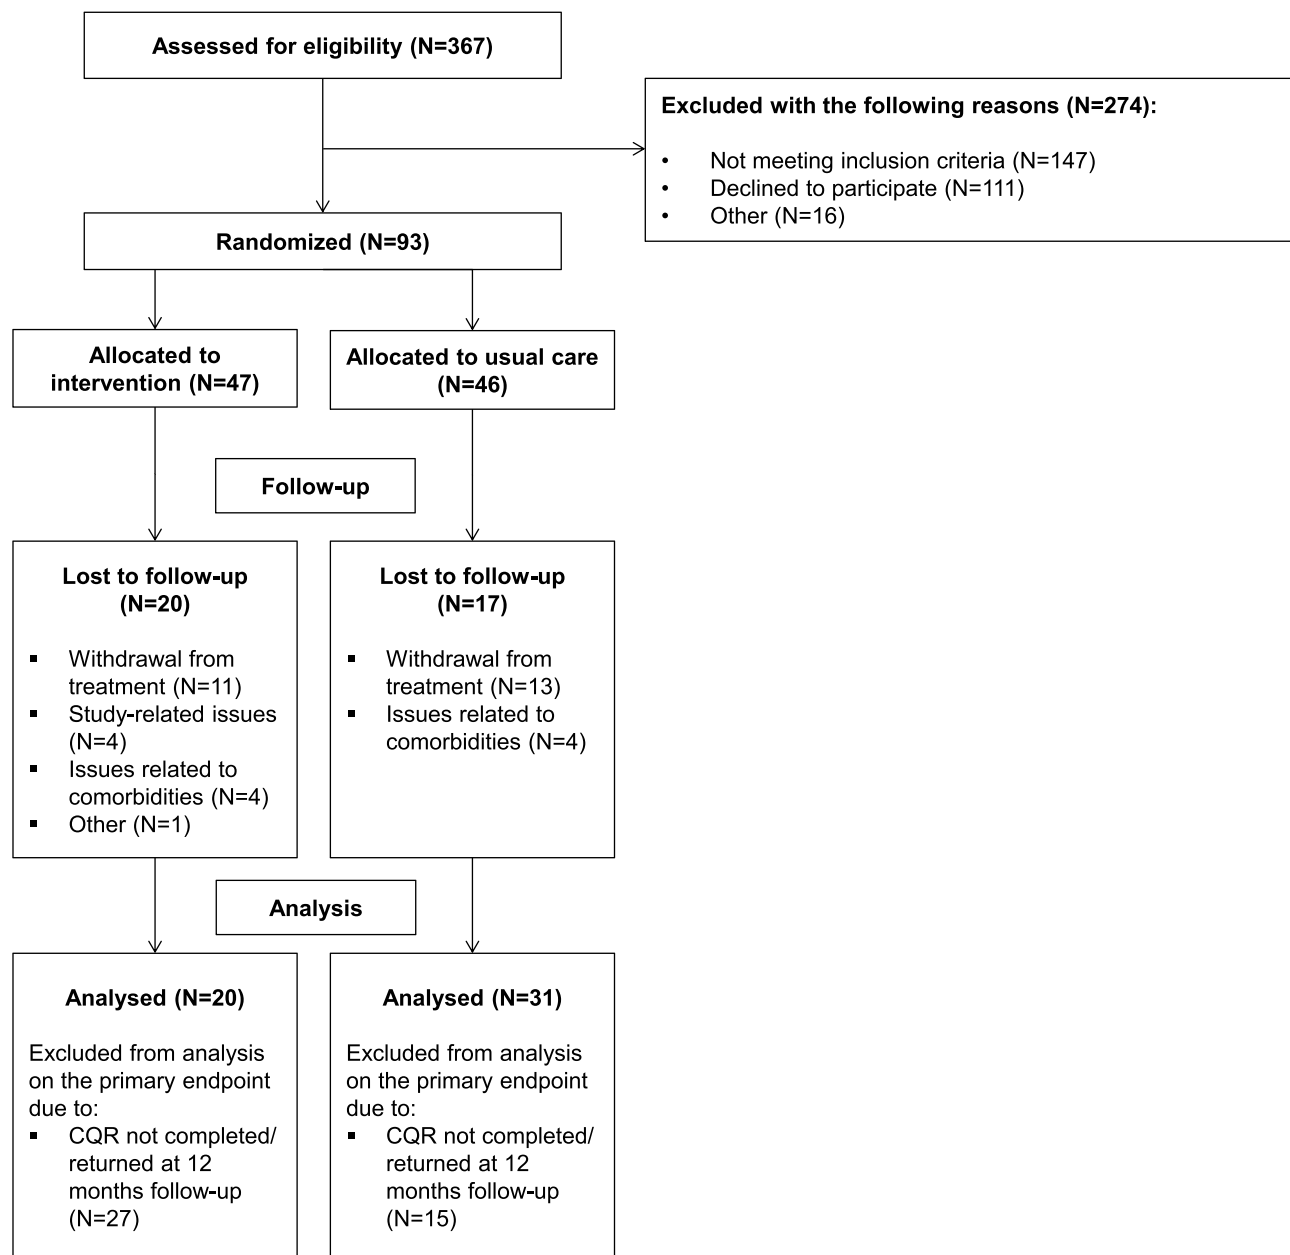 Assessed for eligibility (N=367)
Excluded with the following reasons (N=274):
• Not meeting inclusion criteria (N=147)
• Declined to participate (N=111)
• Other (N=16)
Randomized (N=93)
Allocated to
intervention (N=47)
Allocated to usual care
(N=46)
Follow-up
Lost to follow-up
(N=20)
▪ Withdrawal from
treatment (N=11)
▪ Study-related issues
(N=4)
▪ Issues related to
comorbidities (N=4)
▪ Other (N=1)
Lost to follow-up
(N=17)
▪ Withdrawal from
treatment (N=13)
▪ Issues related to
comorbidities (N=4)
Analysis
Analysed (N=20)
Excluded from analysis
on the primary endpoint
due to:
▪ CQR not completed/
returned at 12
months follow-up
(N=27)
Analysed (N=31)
Excluded from analysis
on the primary endpoint
due to:
▪ CQR not completed/
returned at 12
months follow-up
(N=15)